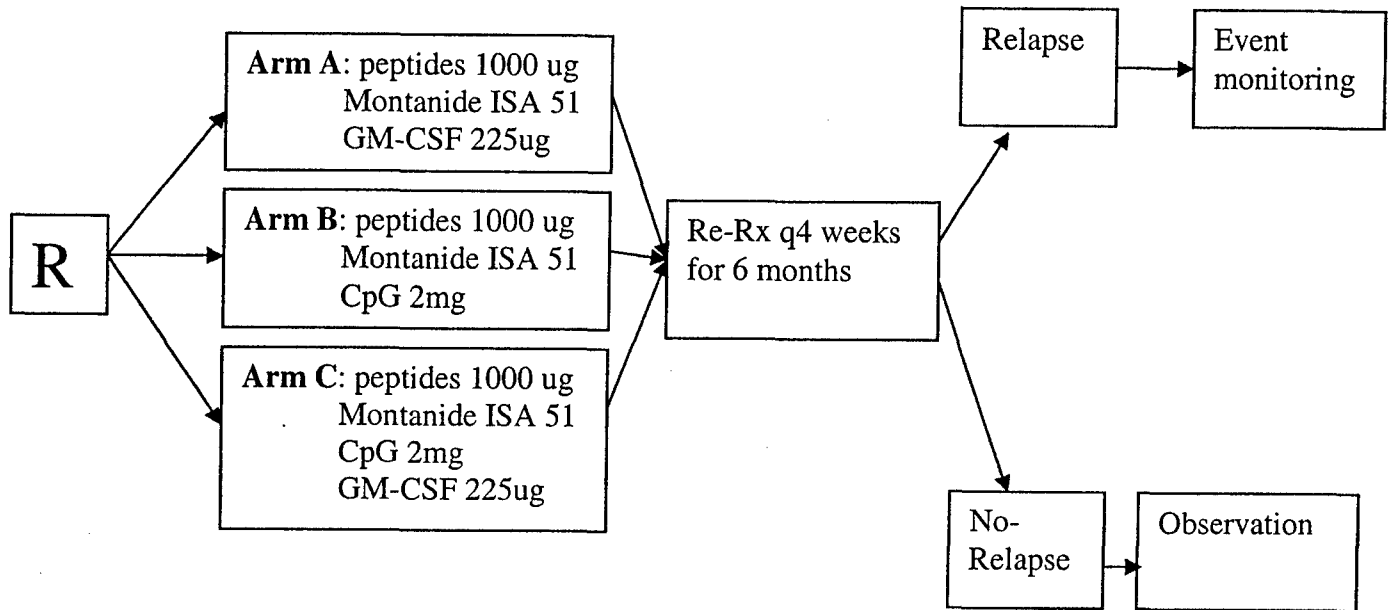 R
Arm A: peptides 1000 ug
Montanide ISA 51
GM-CSF 225ug
Arm B: peptides 1000 ug
Montanide ISA 51
CpG 2mg
Arm C: peptides 1000 ug
Montanide ISA 51
CpG 2mg
GM-CSF 225ug
Re-Rx q4 weeks
for 6 months
Relapse
Event
monitoring
No-
Relapse
Observation